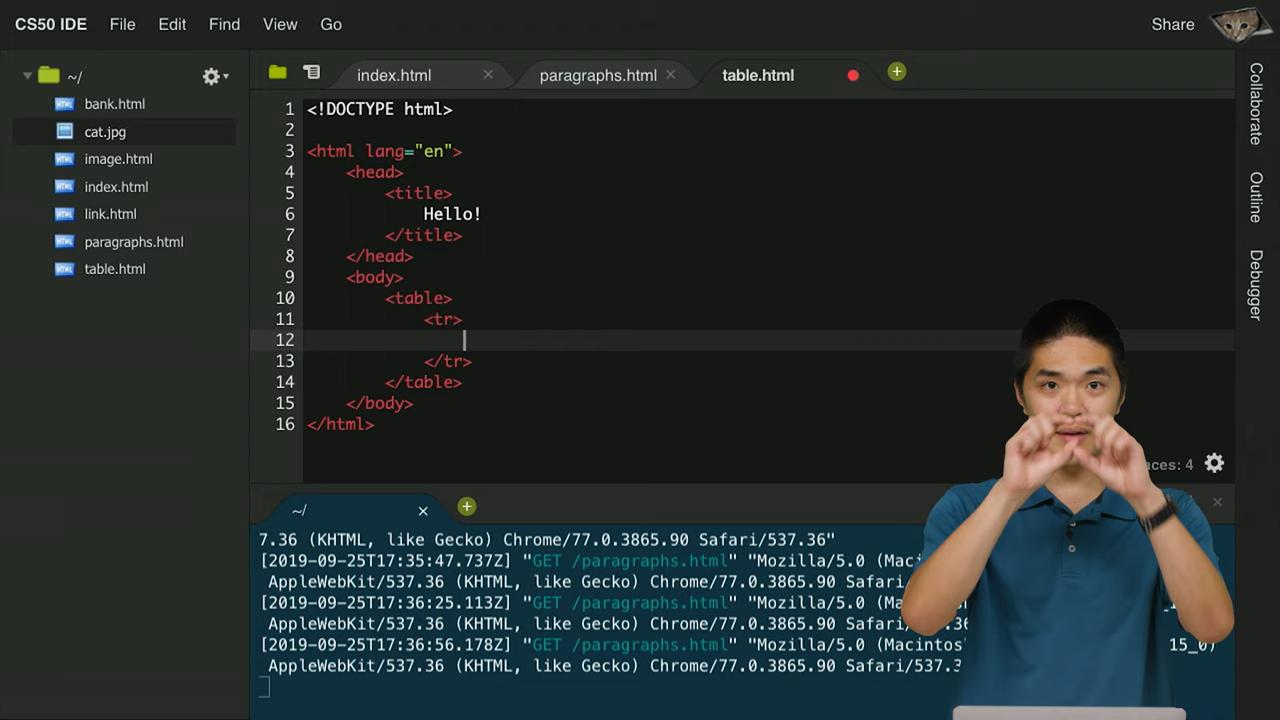 CS50 IDE File Edit Find View Go Share
~/
bank.html
cat.jpg
image.html
index.html
link.html
paragraphs.html
table.html
index.html paragraphs.html table.html
1 <!DOCTYPE html>
2
3 <html lang="en">
4 <head>
5 <title>
6 Hello!
7 </title>
8 </head>
9 <body>
10 <table>
11 <tr>
12
13 </tr>
14 </table>
15 </body>
16 </html>
Collaborate
Outline
Debugger
aces: 4
~/
7.36 (KHTML, like Gecko) Chrome/77.0.3865.90 Safari/537.36"
[2019-09-25T17:35:47.737Z] "GET /paragraphs.html" "Mozilla/5.0 (Maci
AppleWebKit/537.36 (KHTML, like Gecko) Chrome/77.0.3865.90 Safari/
[2019-09-25T17:36:25.113Z] "GET /paragraphs.html" "Mozilla/5.0
AppleWebKit/537.36 (KHTML, like Gecko) Chrome/77.0.3865.90 Safari/537.36
[2019-09-25T17:36:56.178Z] "GET /paragraphs.html" "Mozilla/5.0 (Macintos 15_0)
AppleWebKit/537.36 (KHTML, like Gecko) Chrome/77.0.3865.90 Safari/537.3